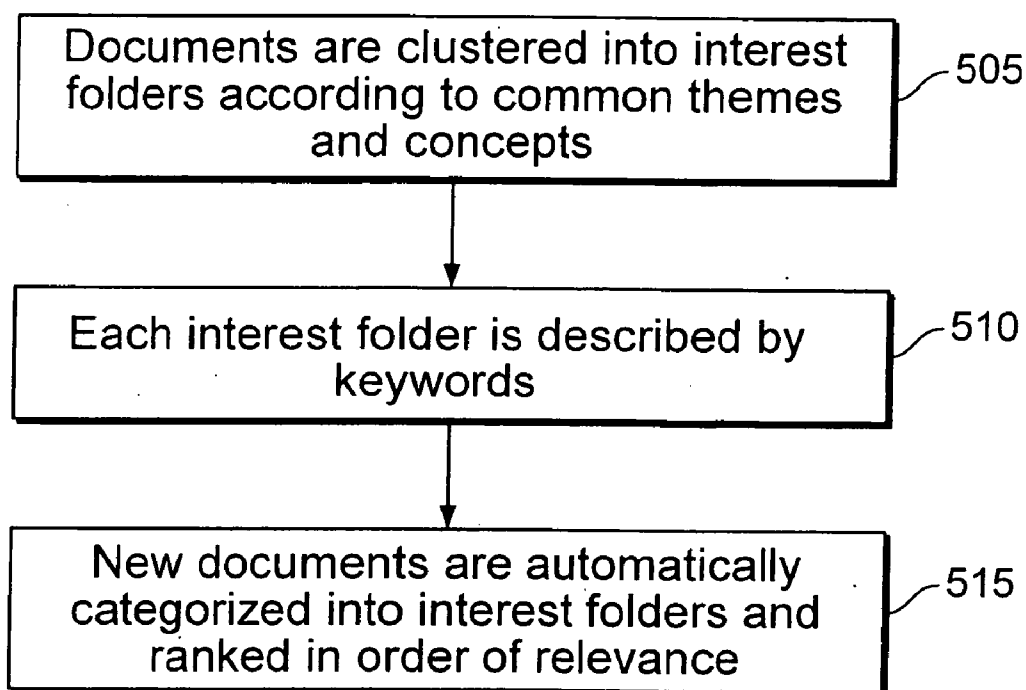 Documents are clustered into interest
folders according to common themes
and concepts
505
Each interest folder is described by
keywords
510
New documents are automatically
categorized into interest folders and
ranked in order of relevance
515